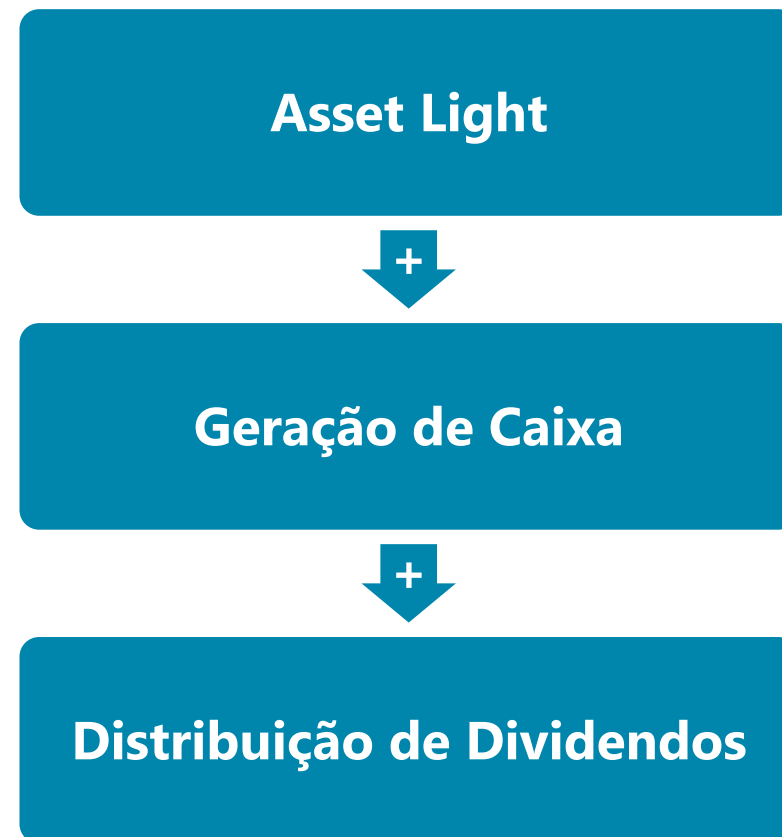 Asset Light
+
Geração de Caixa
+
Distribuição de Dividendos